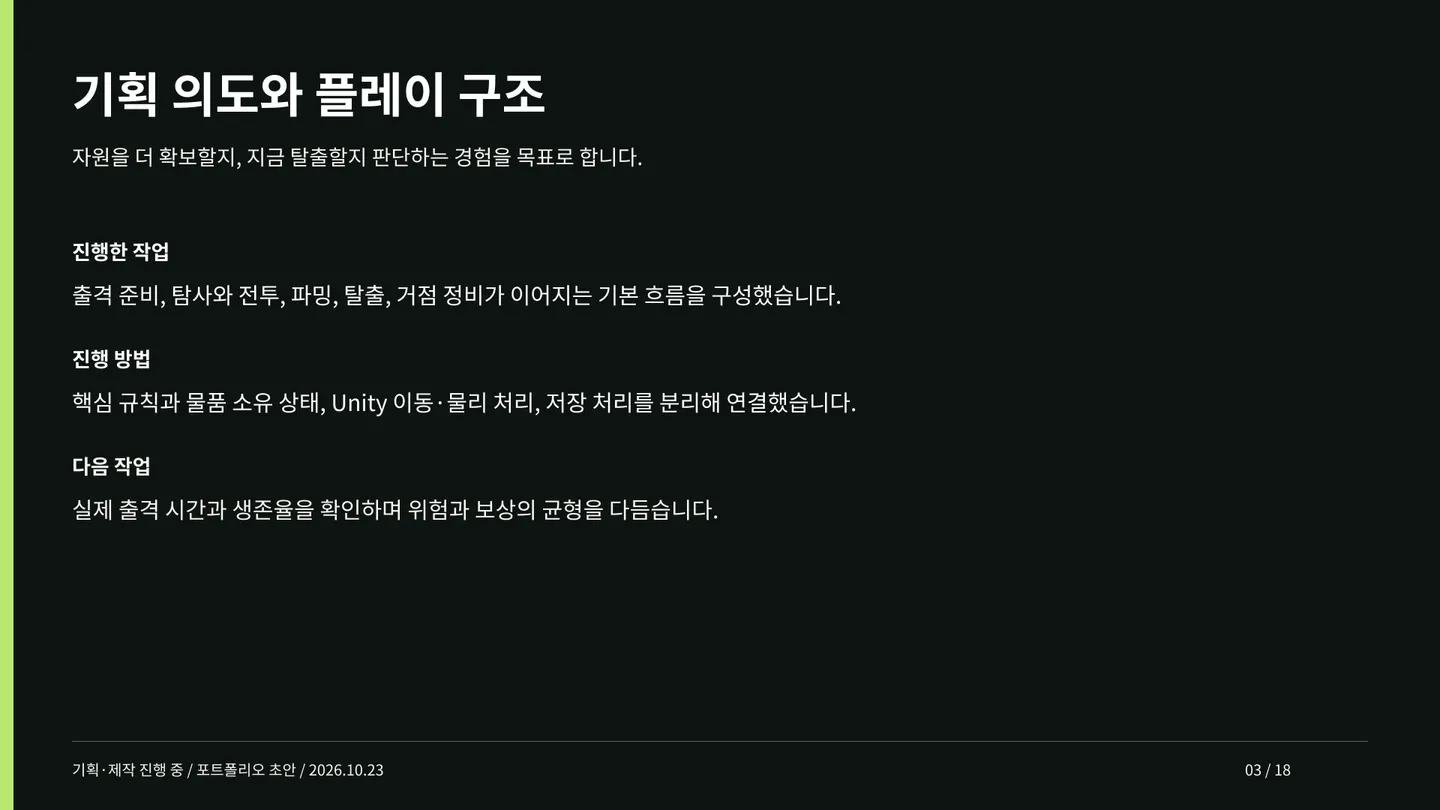 기획 의도와 플레이 구조
자원을 더 확보할지, 지금 탈출할지 판단하는 경험을 목표로 합니다.
진행한 작업
출격 준비, 탐사와 전투, 파밍, 탈출, 거점 정비가 이어지는 기본 흐름을 구성했습니다.
진행 방법
핵심 규칙과 물품 소유 상태, Unity 이동·물리 처리, 저장 처리를 분리해 연결했습니다.
다음 작업
실제 출격 시간과 생존율을 확인하며 위험과 보상의 균형을 다듬습니다.
기획·제작 진행 중 / 포트폴리오 초안 / 2026.10.23
03 / 18